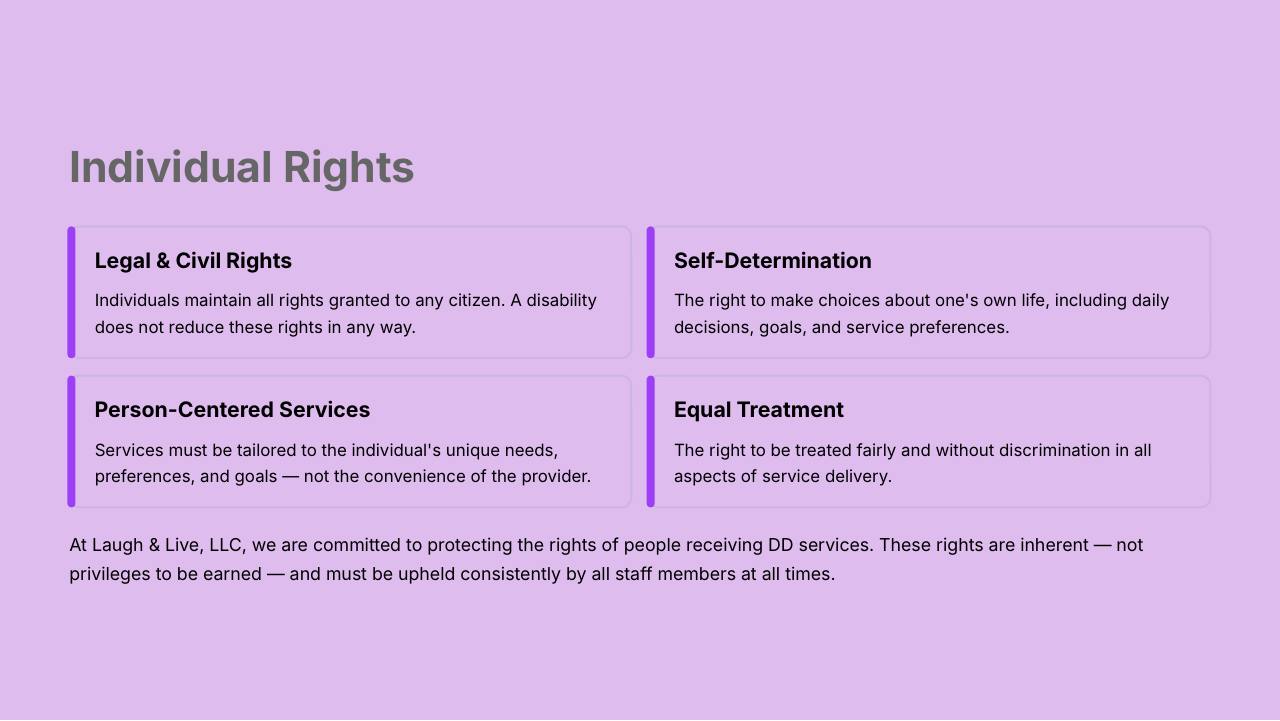 Individual Rights
Legal & Civil Rights
Individuals maintain all rights granted to any citizen. A disability
does not reduce these rights in any way.
Self-Determination
The right to make choices about one's own life, including daily
decisions, goals, and service preferences.
Person-Centered Services
Services must be tailored to the individual's unique needs,
preferences, and goals — not the convenience of the provider.
Equal Treatment
The right to be treated fairly and without discrimination in all
aspects of service delivery.
At Laugh & Live, LLC, we are committed to protecting the rights of people receiving DD services. These rights are inherent — not
privileges to be earned — and must be upheld consistently by all staff members at all times.